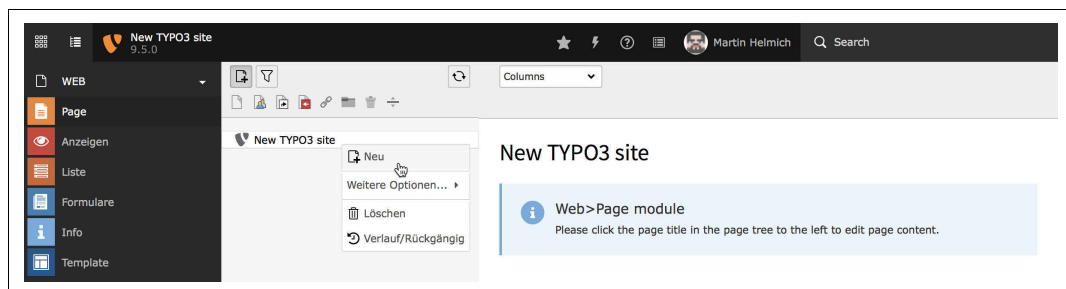 New TYPO3 site
9.5.0
Martin Helmich
Search
WEB
Page
Anzeigen
Liste
Formulare
Info
Template
New TYPO3 site
Neu
Weitere Optionen...
Löschen
Verlauf/Rückgängig
Columns
New TYPO3 site
Web>Page module
Please click the page title in the page tree to the left to edit page content.